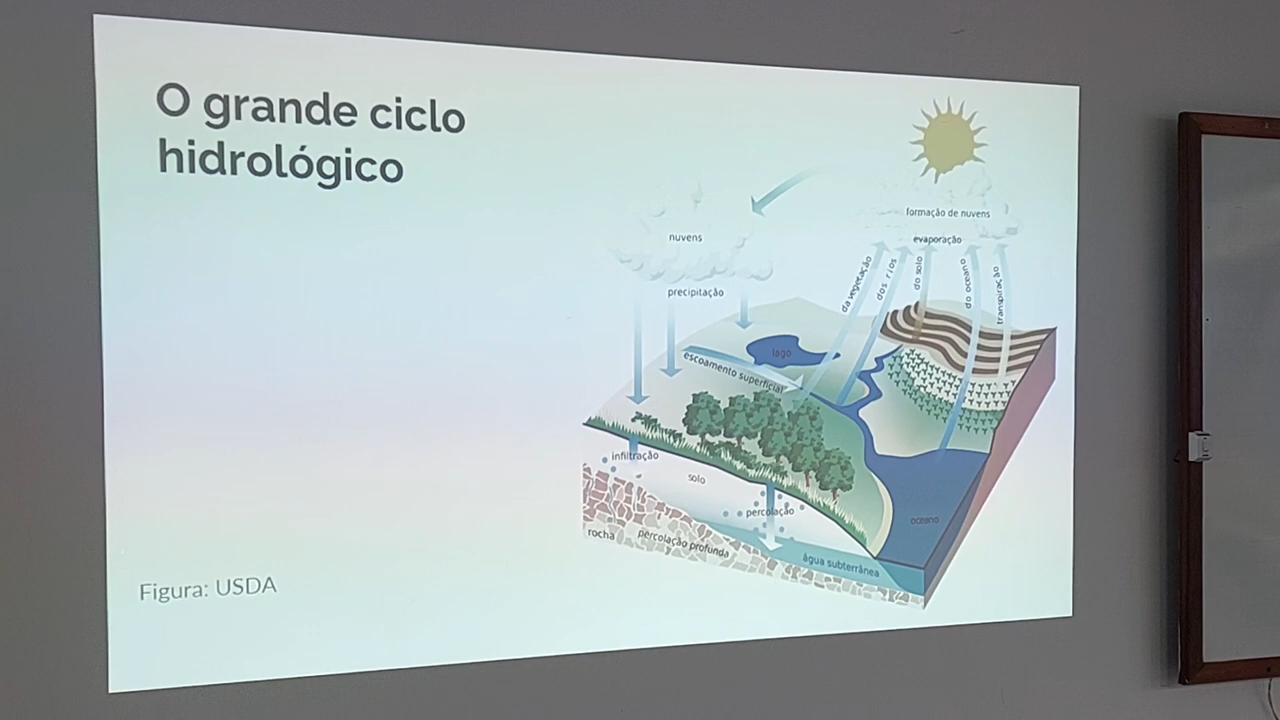 O grande ciclo
hidrológico
formação de nuvens
nuvens
evaporação
da vegetação
dos rios
do solo
do oceano
transpiração
precipitação
lago
escoamento superficial
infiltração
solo
percolação
oceano
rocha
percolação profunda
água subterrânea
Figura: USDA